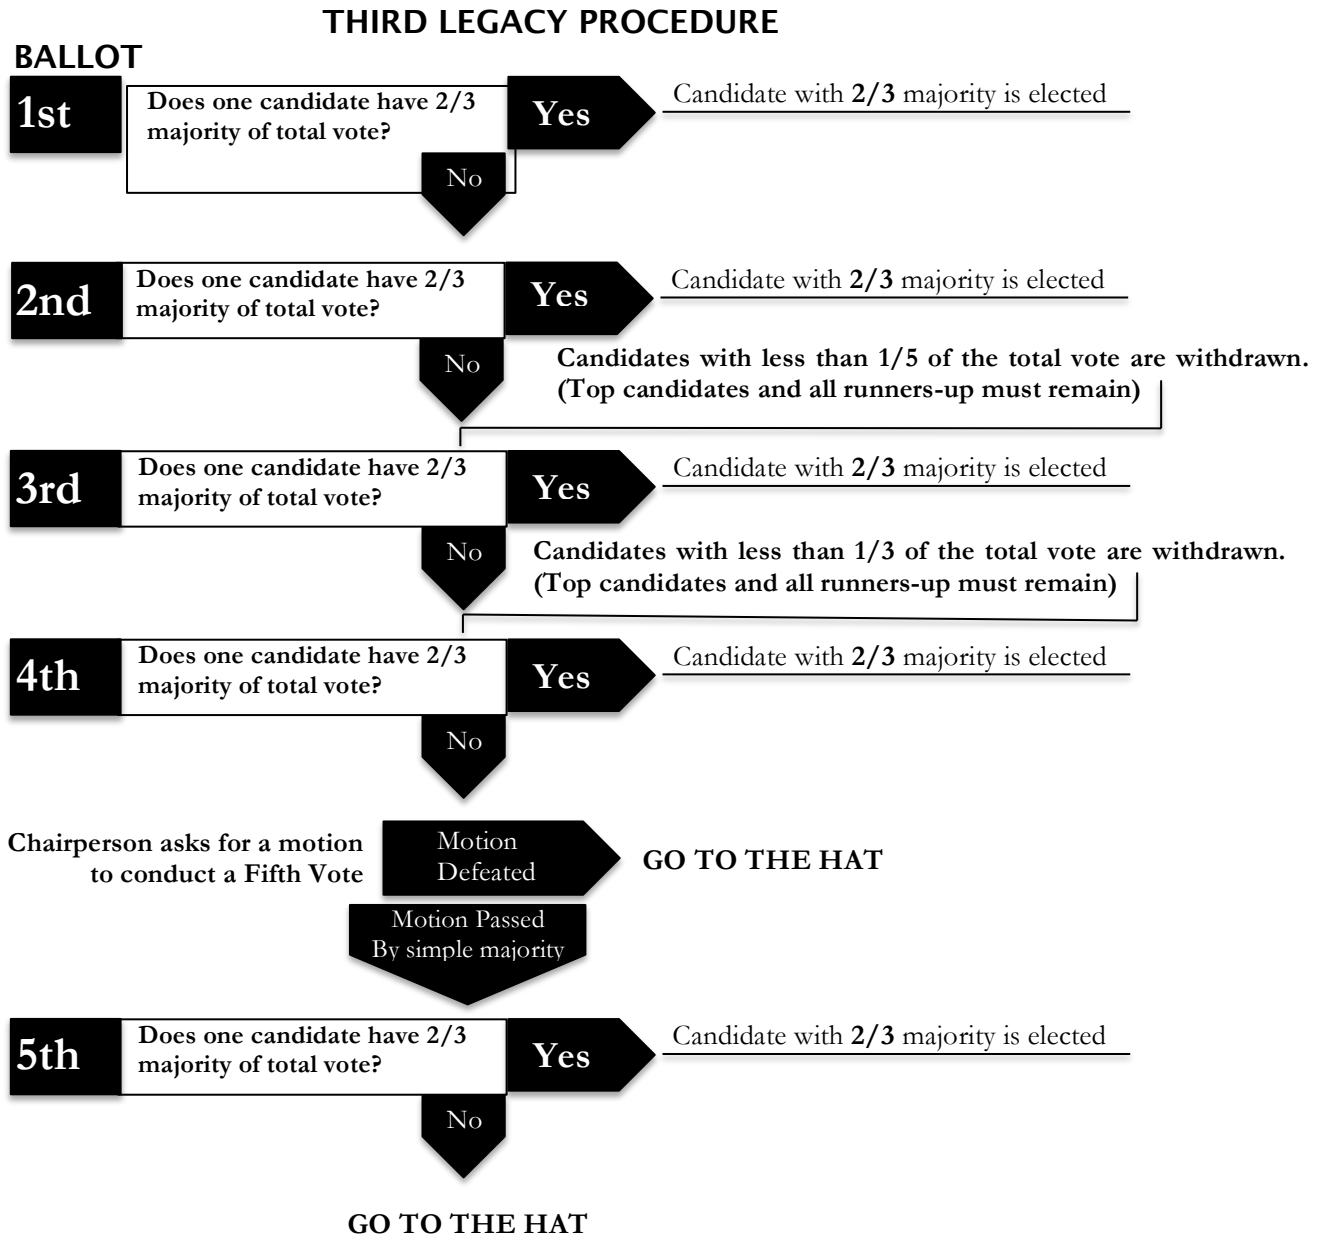 THIRD LEGACY PROCEDURE
BALLOT
1st
Does one candidate have 2/3
majority of total vote?
Yes
Candidate with 2/3 majority is elected
No
2nd
Does one candidate have 2/3
majority of total vote?
Yes
Candidate with 2/3 majority is elected
No
Candidates with less than 1/5 of the total vote are withdrawn.
(Top candidates and all runners-up must remain)
3rd
Does one candidate have 2/3
majority of total vote?
Yes
Candidate with 2/3 majority is elected
No
Candidates with less than 1/3 of the total vote are withdrawn.
(Top candidates and all runners-up must remain)
4th
Does one candidate have 2/3
majority of total vote?
Yes
Candidate with 2/3 majority is elected
No
Chairperson asks for a motion
to conduct a Fifth Vote
Motion
Defeated
GO TO THE HAT
Motion Passed
By simple majority
5th
Does one candidate have 2/3
majority of total vote?
Yes
Candidate with 2/3 majority is elected
No
GO TO THE HAT